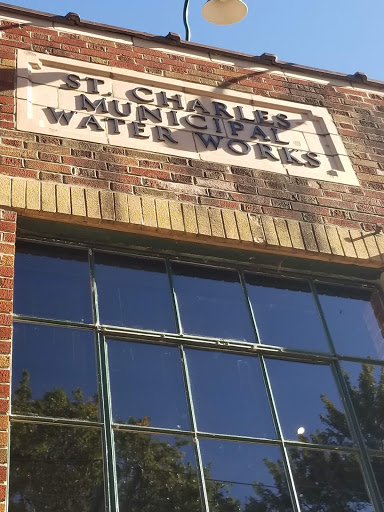 ST. CHARLES
MUNICIPAL
WATER WORKS